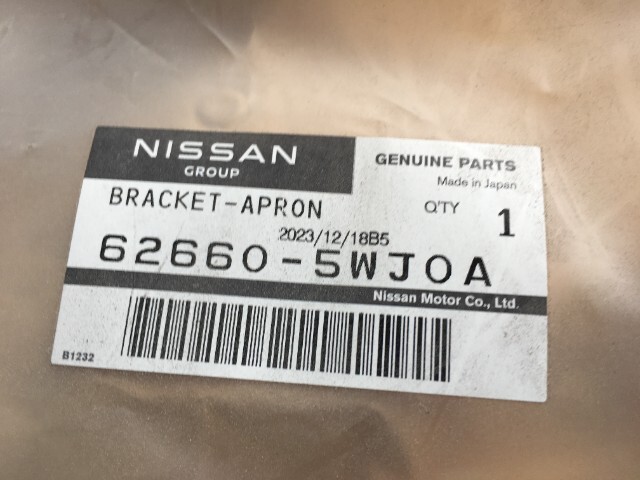 NISSAN
GROUP
GENUINE PARTS
Made in Japan
BRACKET-APRON
Q'TY 1
2023/12/18B5
62660-5WJ0A
Nissan Motor Co., Ltd.
B1232